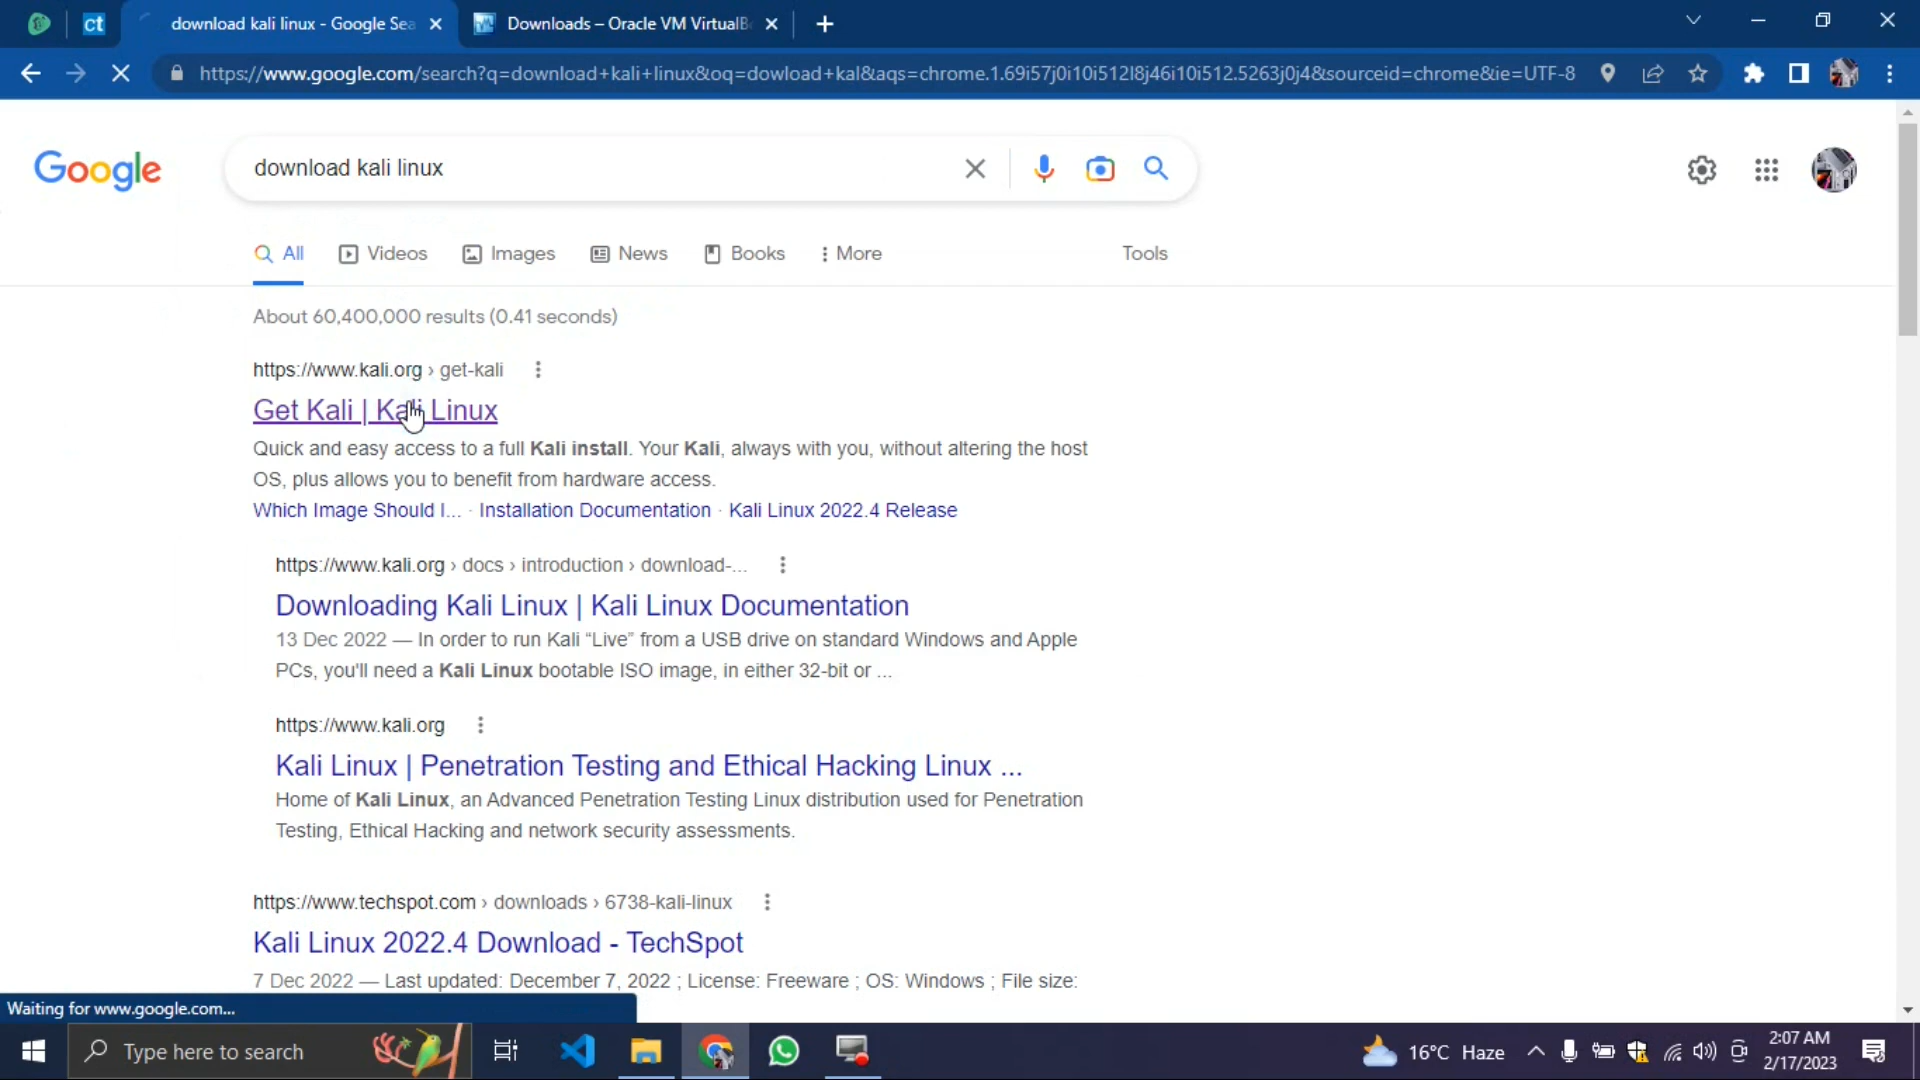 ct
download kali linux - Google Sea
Downloads – Oracle VM VirtualB
https://www.google.com/search?q=download+kali+linux&oq=dowload+kal&aqs=chrome.1.69i57j0i10i512l8j46i10i512.5263j0j4&sourceid=chrome&ie=UTF-8
Google
download kali linux
All
Videos
Images
News
Books
More
Tools
About 60,400,000 results (0.41 seconds)
https://www.kali.org › get-kali
Get Kali | Kali Linux
Quick and easy access to a full Kali install. Your Kali, always with you, without altering the host
OS, plus allows you to benefit from hardware access.
Which Image Should I... · Installation Documentation · Kali Linux 2022.4 Release
https://www.kali.org › docs › introduction › download-...
Downloading Kali Linux | Kali Linux Documentation
13 Dec 2022 — In order to run Kali “Live” from a USB drive on standard Windows and Apple
PCs, you'll need a Kali Linux bootable ISO image, in either 32-bit or ...
https://www.kali.org
Kali Linux | Penetration Testing and Ethical Hacking Linux ...
Home of Kali Linux, an Advanced Penetration Testing Linux distribution used for Penetration
Testing, Ethical Hacking and network security assessments.
https://www.techspot.com › downloads › 6738-kali-linux
Kali Linux 2022.4 Download - TechSpot
7 Dec 2022 — Last updated: December 7, 2022 ; License: Freeware ; OS: Windows ; File size:
Waiting for www.google.com...
Type here to search
16°C Haze
2:07 AM
2/17/2023